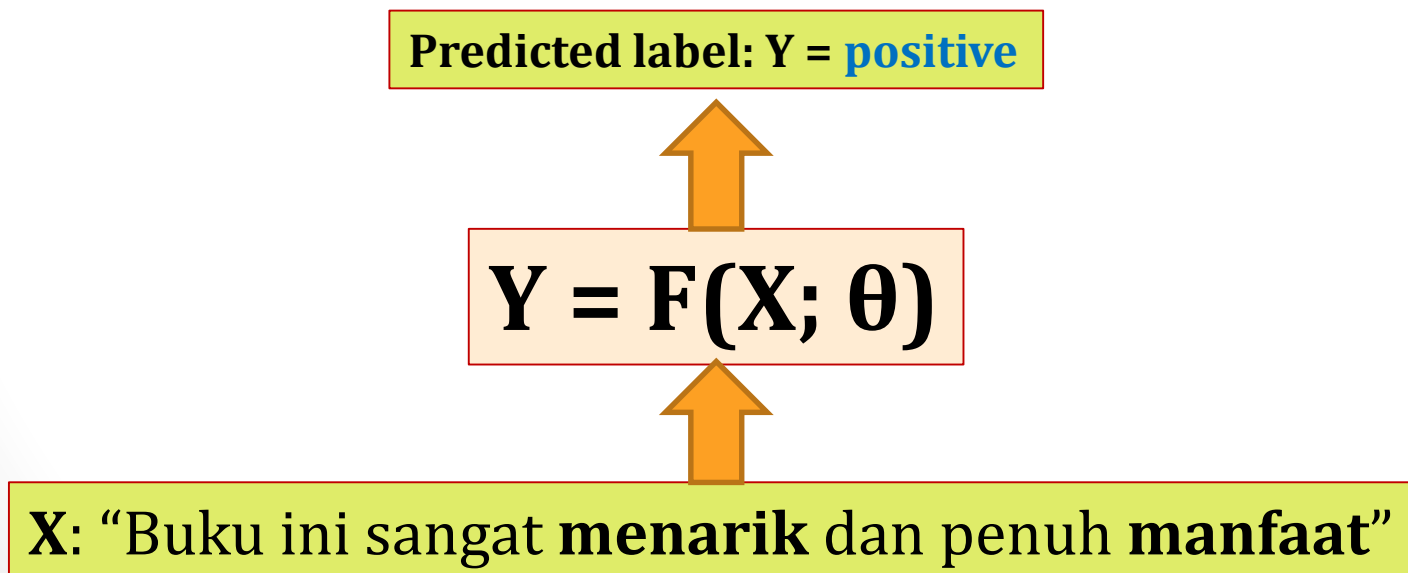 Predicted label: Y = positive
Y = F(X; θ)
X: “Buku ini sangat menarik dan penuh manfaat”